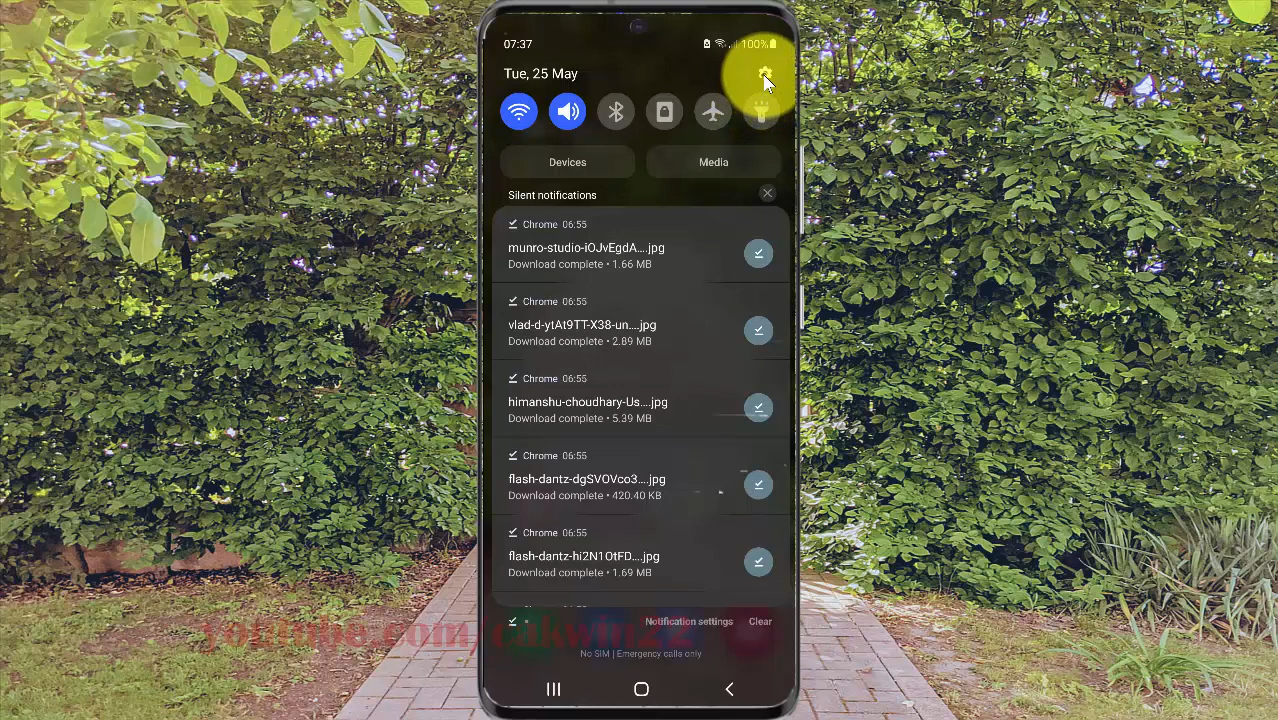 07:37
100%
Tue, 25 May
Devices
Media
Silent notifications
Chrome 06:55
munro-studio-iOJvEgdA....jpg
Download complete • 1.66 MB
Chrome 06:55
vlad-d-ytAt9TT-X38-un....jpg
Download complete • 2.89 MB
Chrome 06:55
himanshu-choudhary-Us....jpg
Download complete • 5.39 MB
Chrome 06:55
flash-dantz-dgSVOVco3....jpg
Download complete • 420.40 KB
Chrome 06:55
flash-dantz-hi2N1OtFD....jpg
Download complete • 1.69 MB
Notification settings
Clear
youtube.com/cakwin22
No SIM | Emergency calls only